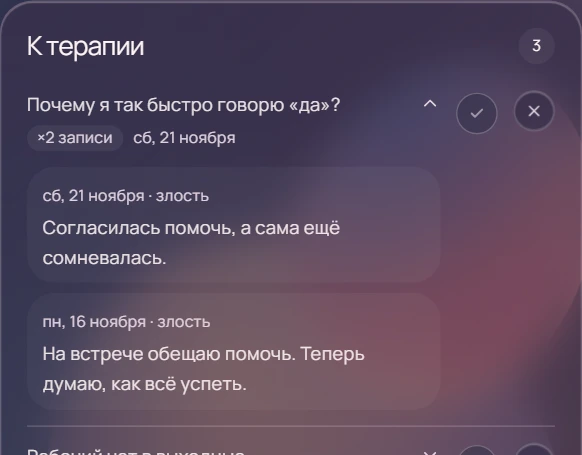 К терапии
3
Почему я так быстро говорю «да»?
×2 записи сб, 21 ноября
сб, 21 ноября · злость
Согласилась помочь, а сама ещё
сомневалась.
пн, 16 ноября · злость
На встрече обещаю помочь. Теперь
думаю, как всё успеть.